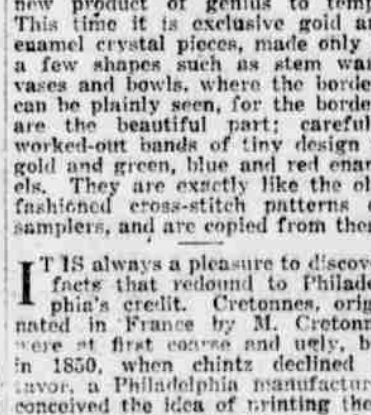 new product of genius to temp
This time it is exclusive gold a
enamel crystal pieces, made only
a few shapes such as stem wa
vases and bowls, where the borde
can be plainly seen, for the borde
are the beautiful part; careful
worked-out bands of tiny design
gold and green, blue and red enam
els. They are exactly like the ol
fashioned cross-stitch patterns
samplers, and are copied from the
IT IS always a pleasure to discov
facts that redound to Philade
phia's credit. Cretonnes, orig
nated in France by M. Cretonn
were at first coarse and ugly, b
in 1850, when chintz declined
favor, a Philadelphia manufactur
conceived the idea of printing the